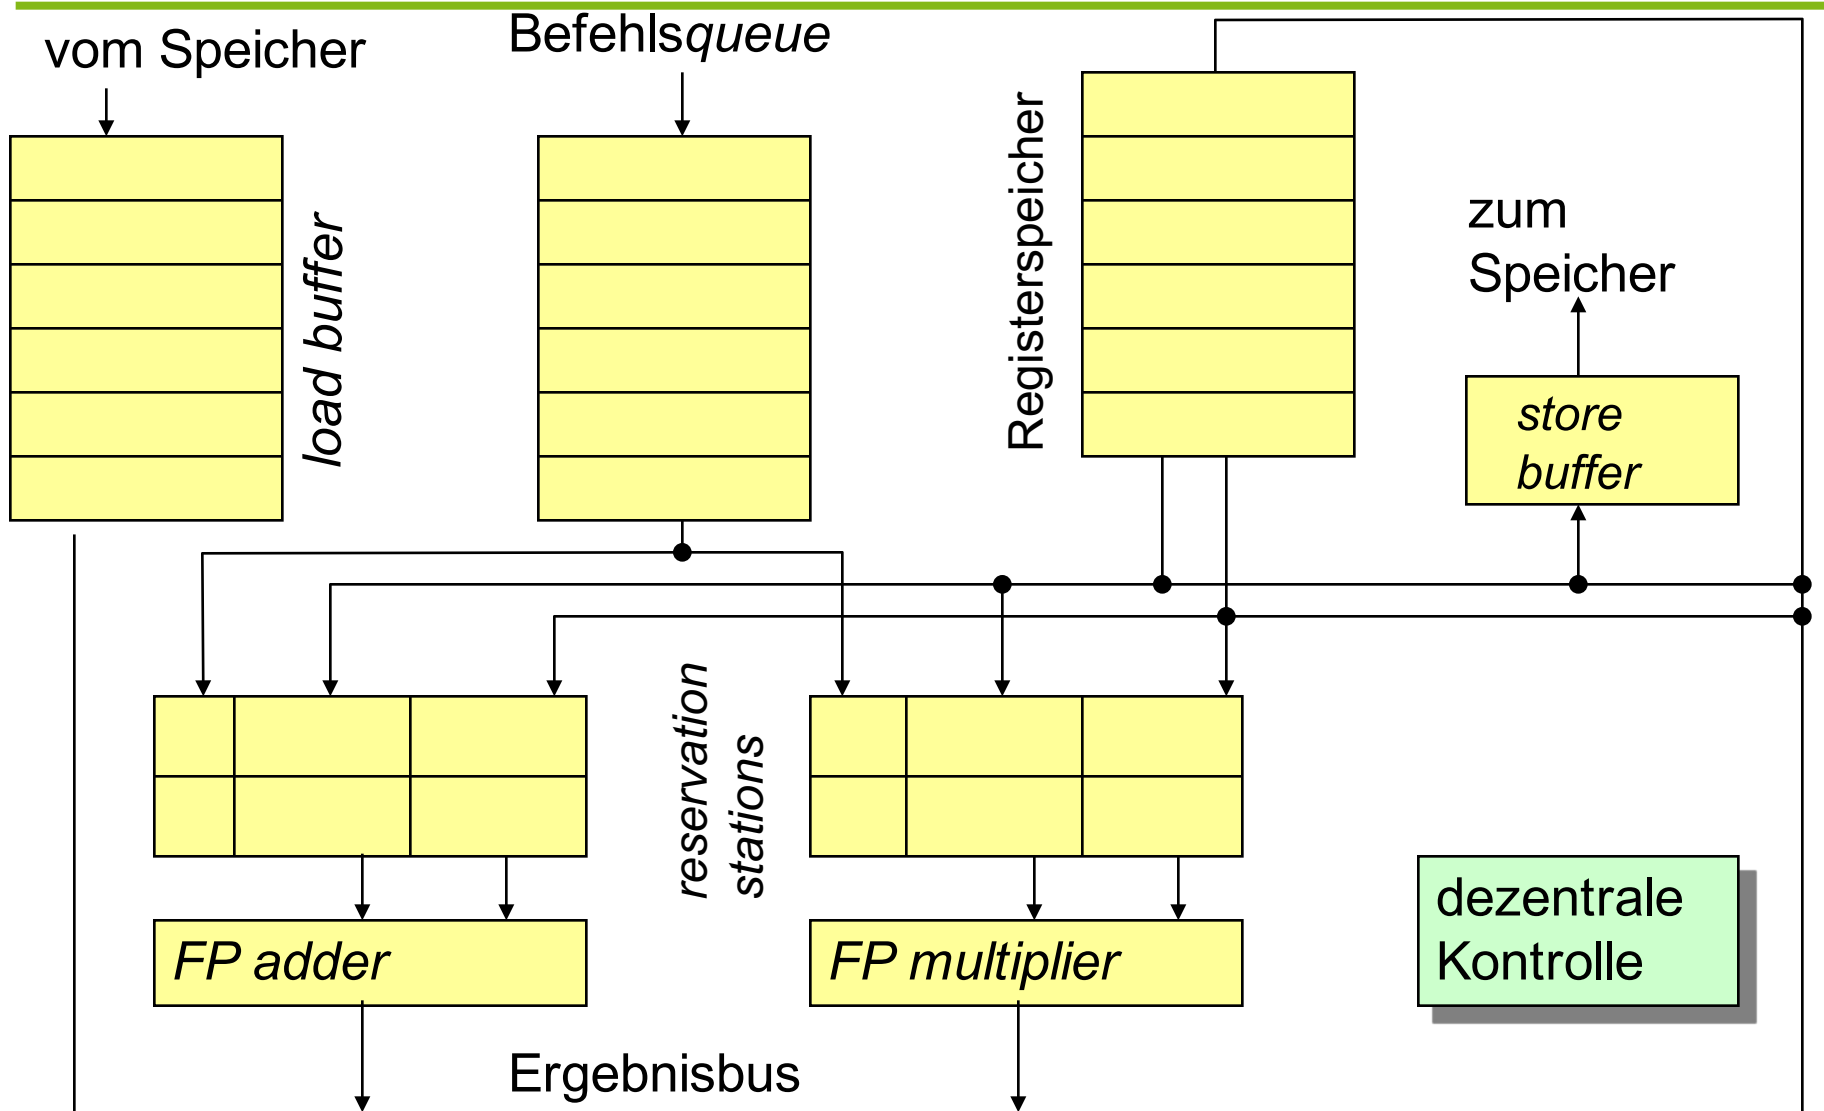 vom Speicher
Befehlsqueue
load buffer
Registerspeicher
zum
Speicher
store
buffer
reservation
stations
FP adder
FP multiplier
dezentrale
Kontrolle
Ergebnisbus